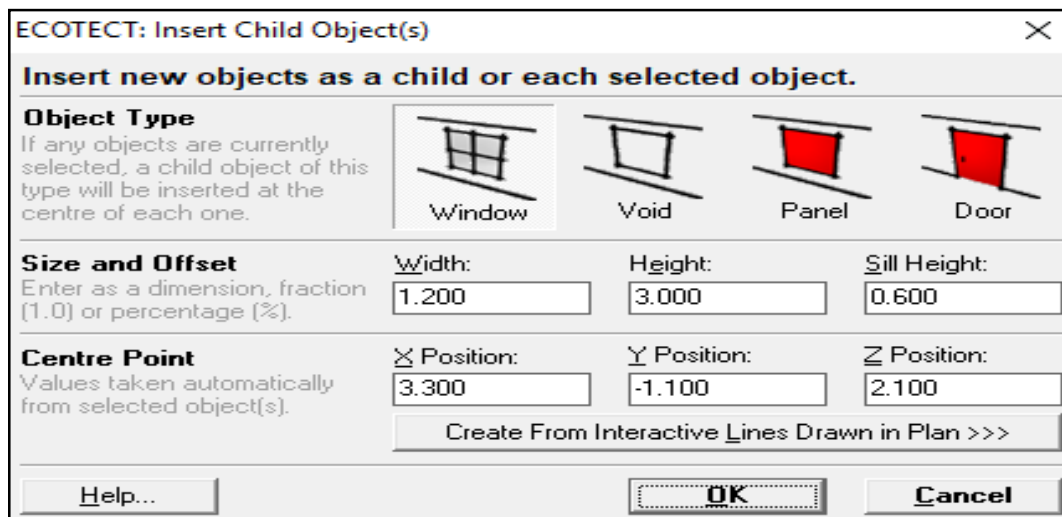 ECOTECT: Insert Child Object(s)
Insert new objects as a child or each selected object.
Object Type
If any objects are currently
selected, a child object of this
type will be inserted at the
centre of each one.
Window Void Panel Door
Size and Offset
Enter as a dimension, fraction
(1.0) or percentage (%).
Width: Height: Sill Height:
1.200 3.000 0.600
Centre Point
Values taken automatically
from selected object(s).
X Position: Y Position: Z Position:
3.300 -1.100 2.100
Create From Interactive Lines Drawn in Plan >>>
Help... OK Cancel